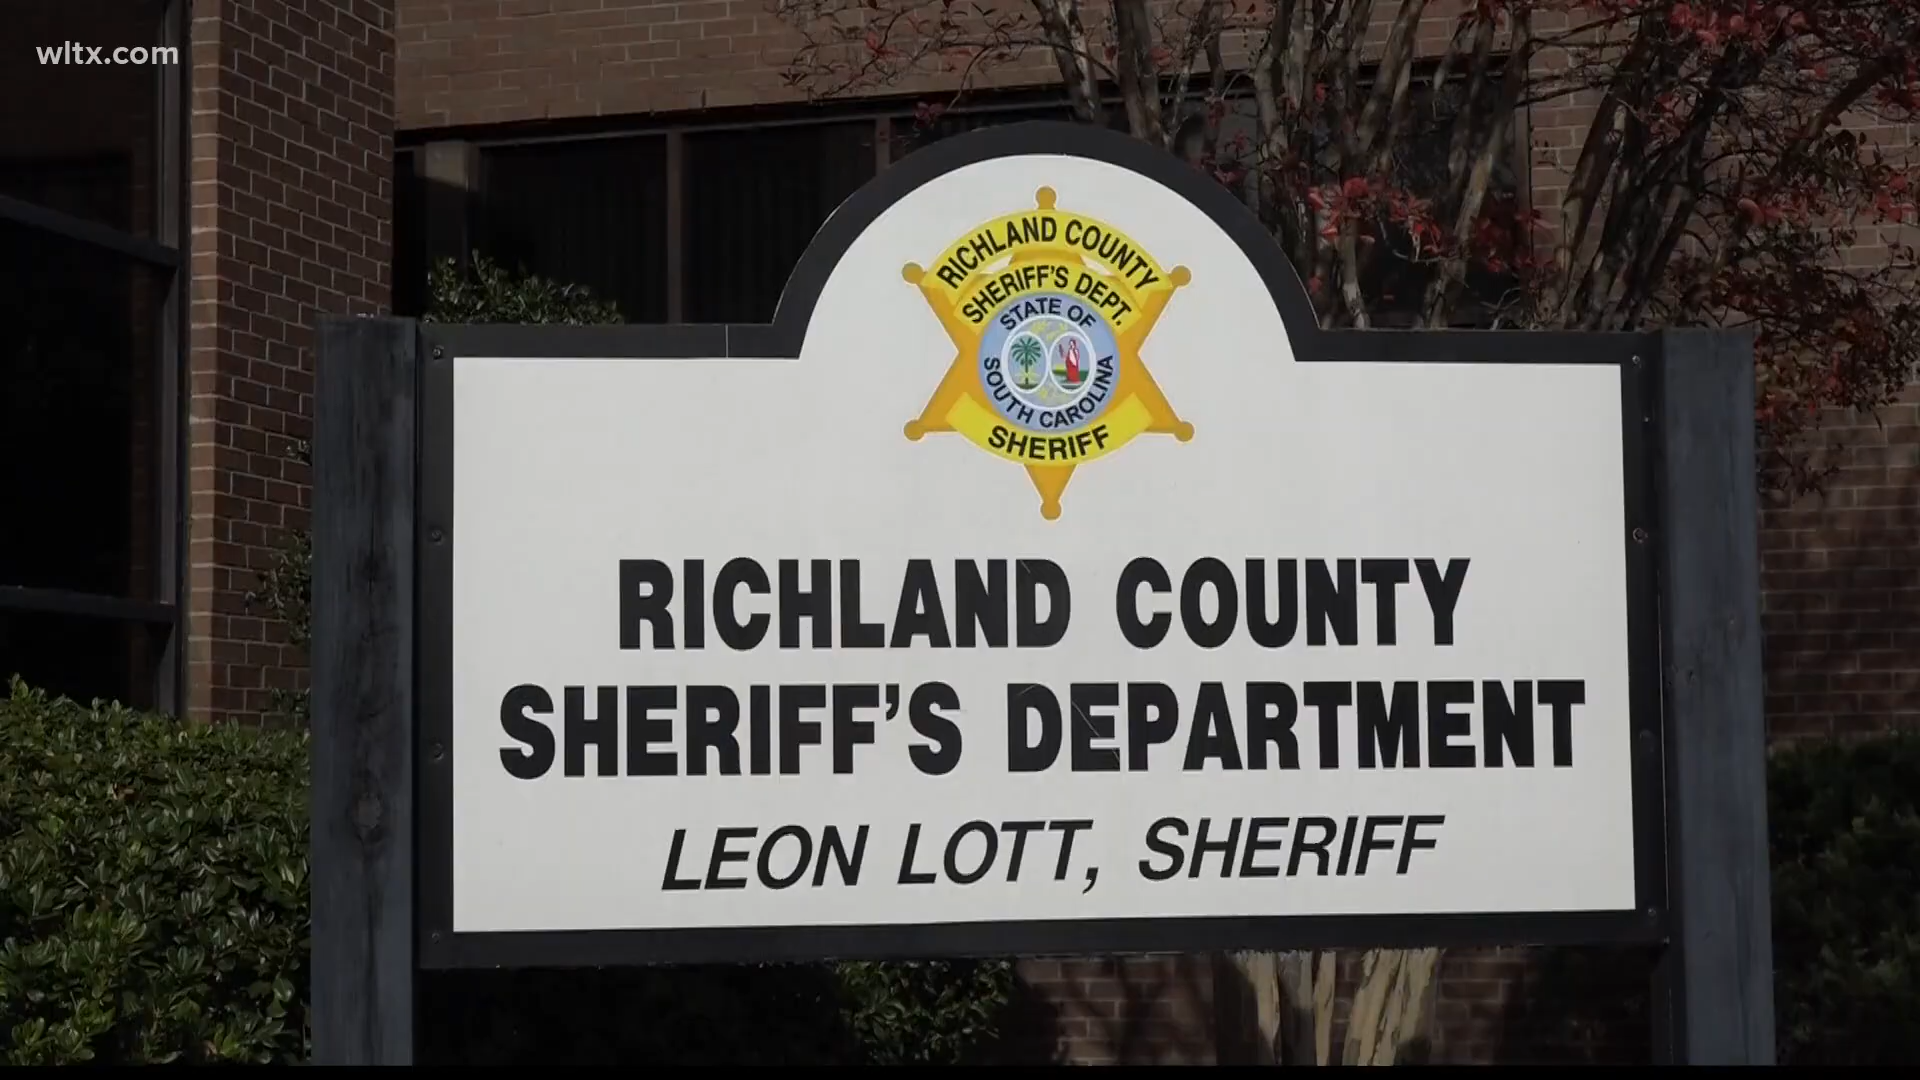 wltx.com
RICHLAND COUNTY
SHERIFF'S DEPT.
STATE OF
SOUTH CAROLINA
SHERIFF
RICHLAND COUNTY
SHERIFF'S DEPARTMENT
LEON LOTT, SHERIFF